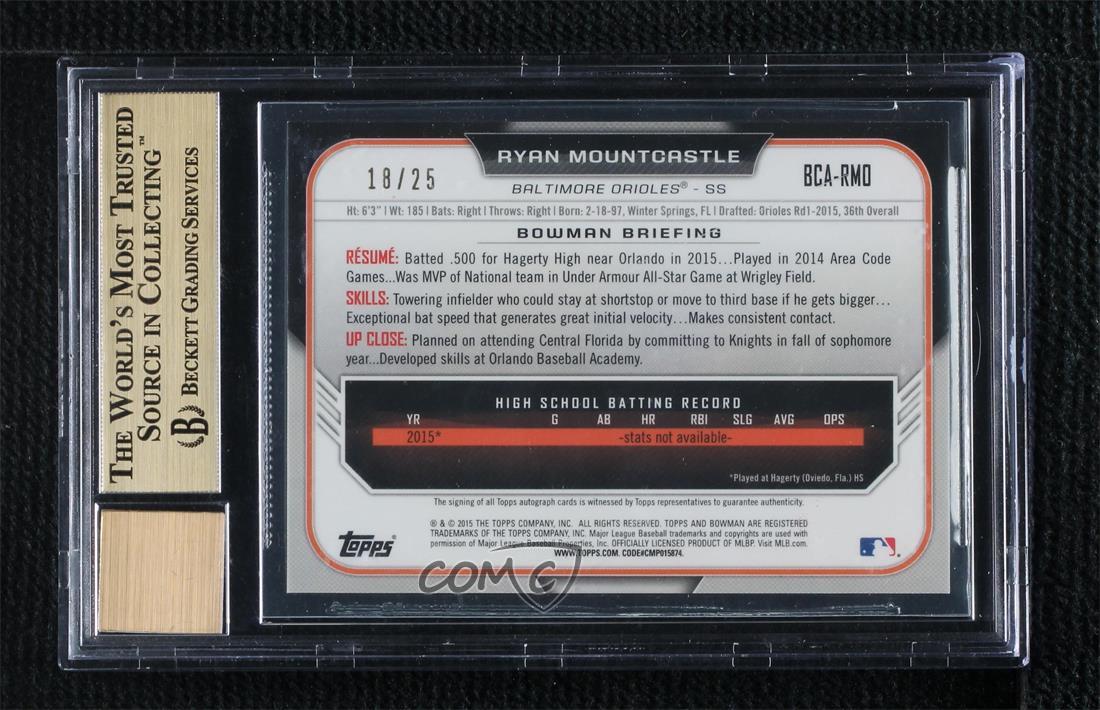 THE WORLD'S MOST TRUSTED
SOURCE IN COLLECTING™
B BECKETT GRADING SERVICES
RYAN MOUNTCASTLE
18/25
BCA-RMO
BALTIMORE ORIOLES® - SS
Ht: 6'3" | Wt: 185 | Bats: Right | Throws: Right | Born: 2-18-97, Winter Springs, FL | Drafted: Orioles Rd1-2015, 36th Overall
BOWMAN BRIEFING
RÉSUMÉ: Batted .500 for Hagerty High near Orlando in 2015...Played in 2014 Area Code
Games...Was MVP of National team in Under Armour All-Star Game at Wrigley Field.
SKILLS: Towering infielder who could stay at shortstop or move to third base if he gets bigger...
Exceptional bat speed that generates great initial velocity...Makes consistent contact.
UP CLOSE: Planned on attending Central Florida by committing to Knights in fall of sophomore
year...Developed skills at Orlando Baseball Academy.
HIGH SCHOOL BATTING RECORD
YR G AB HR RBI SLG AVG OPS
2015* -stats not available-
*Played at Hagerty (Oviedo, Fla.) HS
The signing of all Topps autograph cards is witnessed by Topps representatives to guarantee authenticity.
® & © 2015 THE TOPPS COMPANY, INC. ALL RIGHTS RESERVED. TOPPS AND BOWMAN ARE REGISTERED
TRADEMARKS OF THE TOPPS COMPANY, INC. Major League Baseball trademarks and copyrights are used with
permission of Major League Baseball Properties, Inc. OFFICIALLY LICENSED PRODUCT OF MLBP. Visit MLB.com.
WWW.TOPPS.COM. CODE#CMP015874.
Topps
COMC